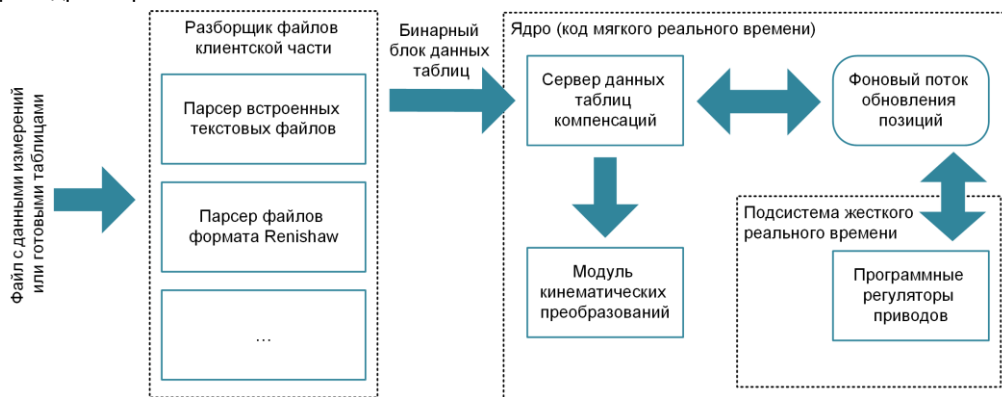 Файл с данными измерений
или готовыми таблицами
Разборщик файлов
клиентской части
Парсер встроенных
текстовых файлов
Парсер файлов
формата Renishaw
…
Бинарный
блок данных
таблиц
Ядро (код мягкого реального времени)
Сервер данных
таблиц
компенсаций
Фоновый поток
обновления
позиций
Модуль
кинематических
преобразований
Подсистема жесткого
реального времени
Программные
регуляторы
приводов